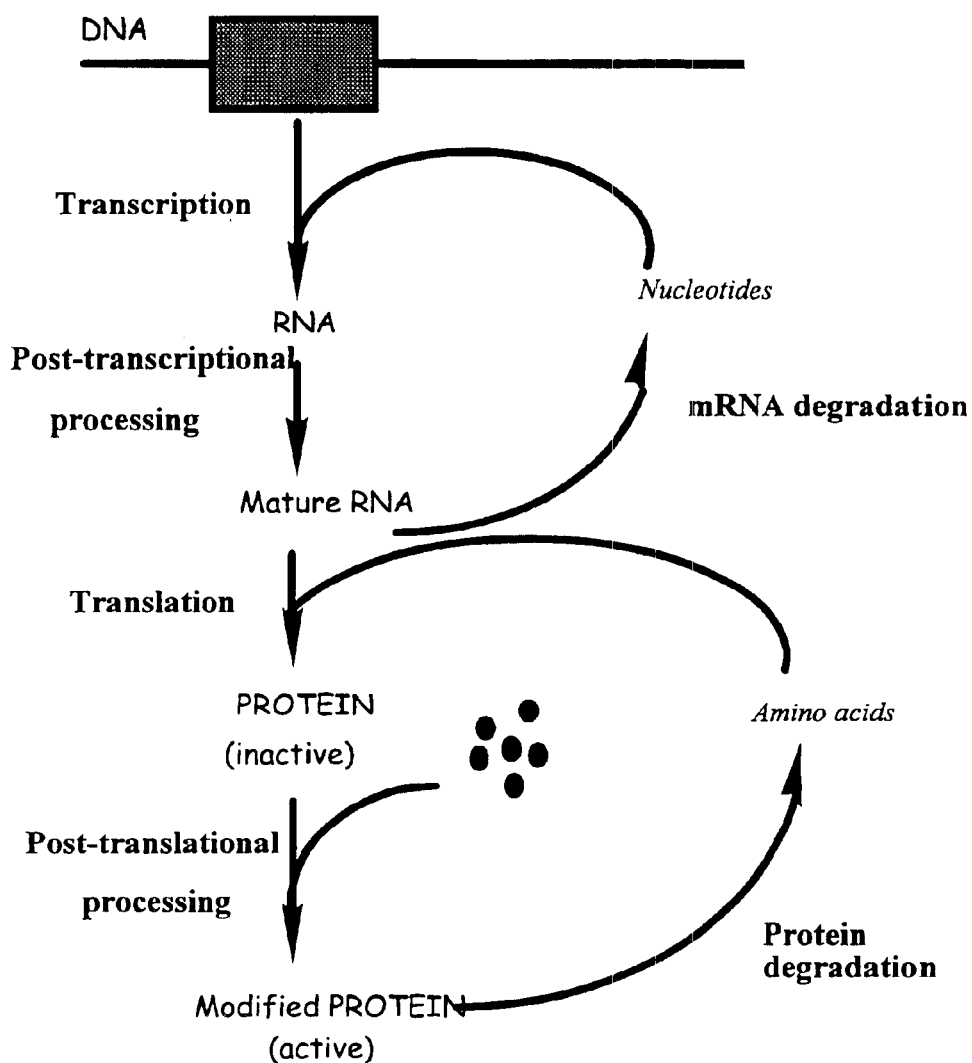 DNA
Transcription
Nucleotides
RNA
Post-transcriptional
processing
mRNA degradation
Mature RNA
Translation
PROTEIN
(inactive)
Amino acids
Post-translational
processing
Protein
degradation
Modified PROTEIN
(active)